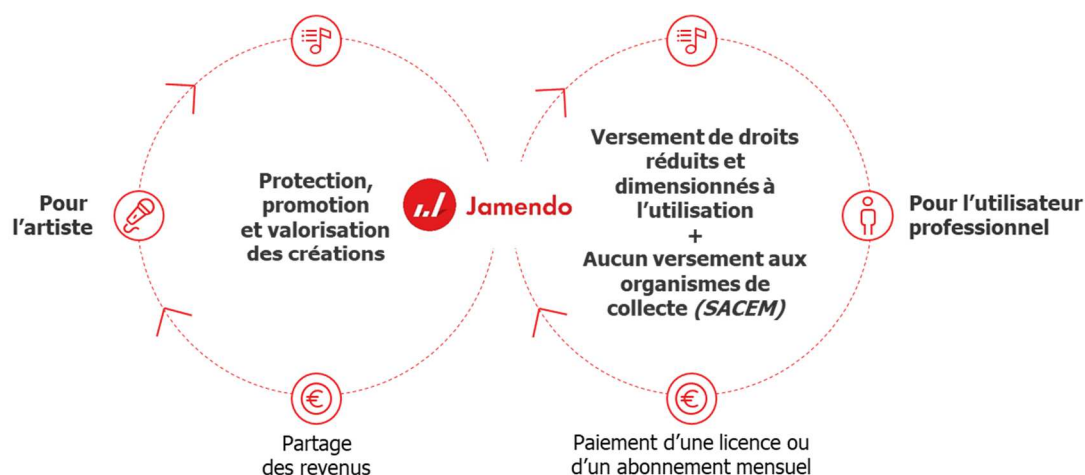 Pour
l’artiste
Protection,
promotion
et valorisation
des créations
Jamendo
Versement de droits
réduits et
dimensionnés à
l’utilisation
+
Aucun versement aux
organismes de
collecte (SACEM)
Pour l’utilisateur
professionnel
Partage
des revenus
Paiement d’une licence ou
d’un abonnement mensuel